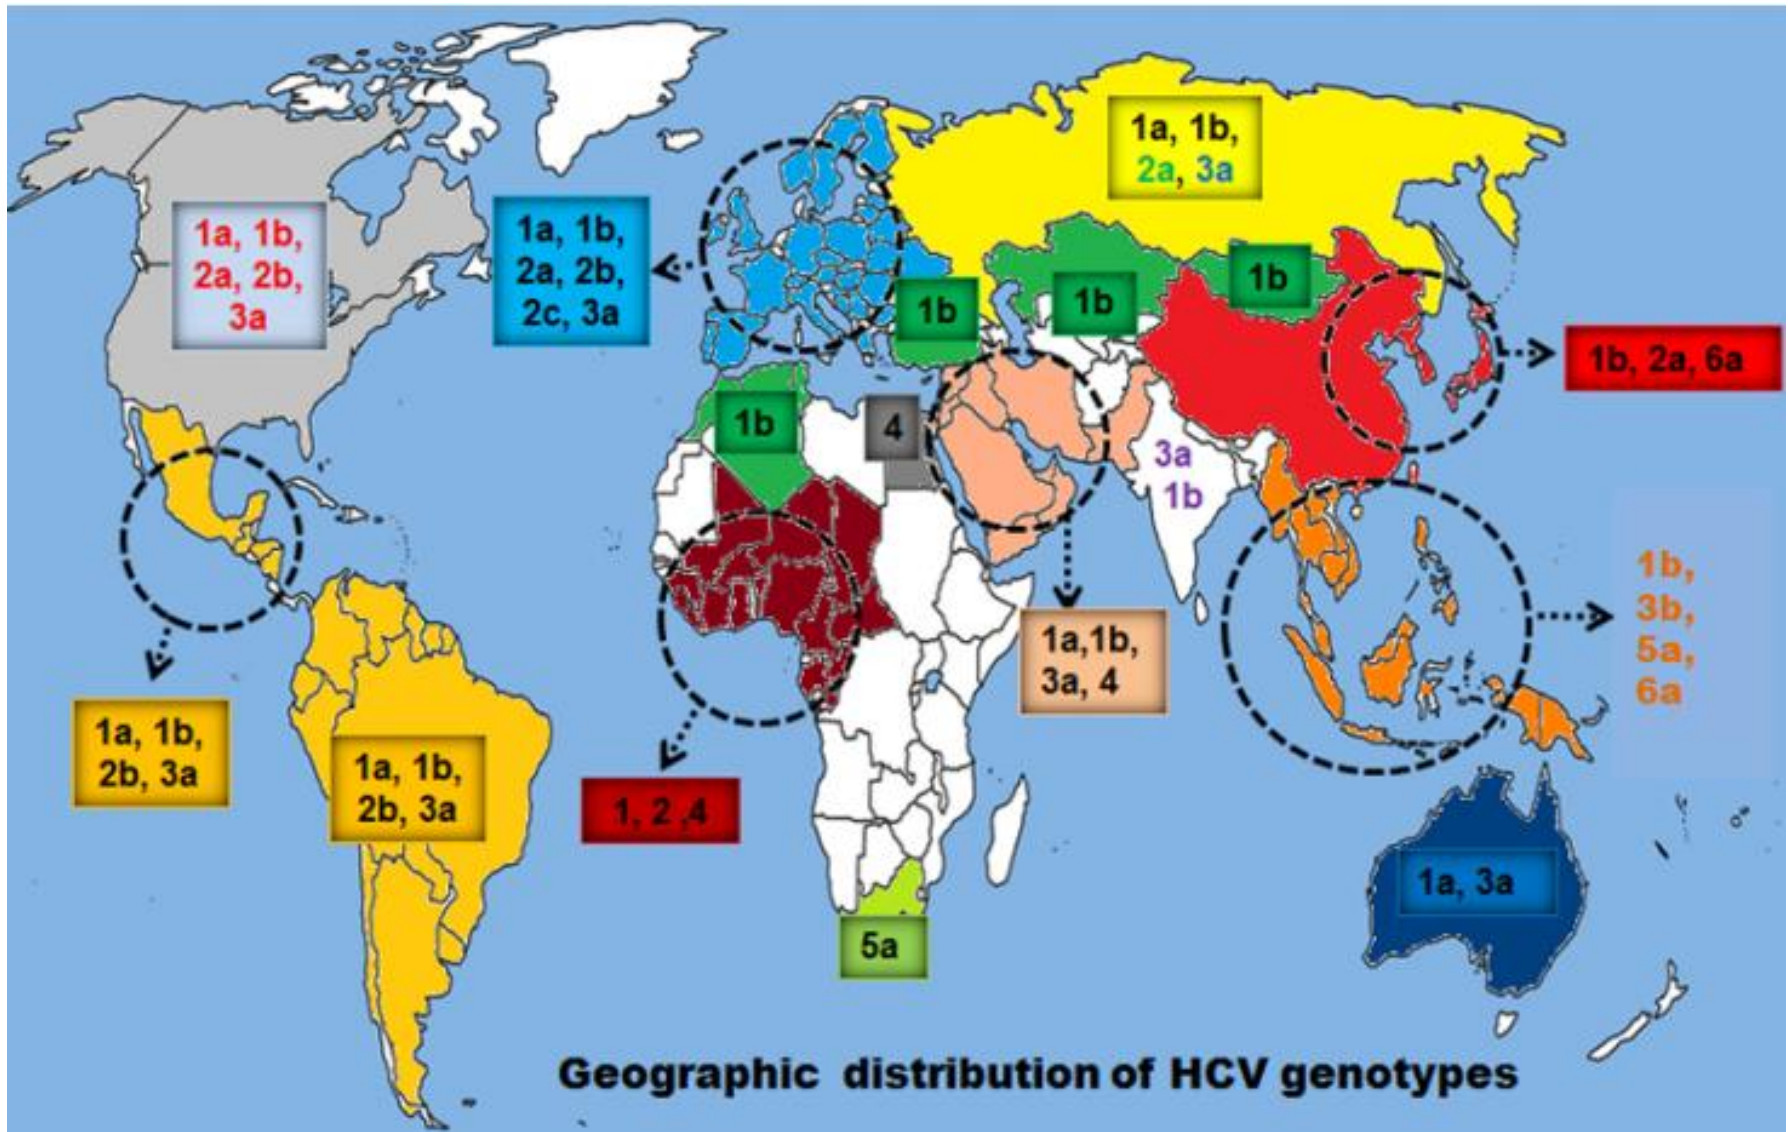 1a, 1b,
2a, 3a
1a, 1b,
2a, 2b,
3a
1a, 1b,
2a, 2b,
2c, 3a
1b
1b
1b
1b, 2a, 6a
1b
4
3a
1b
1b,
3b,
5a,
6a
1a,1b,
3a, 4
1a, 1b,
2b, 3a
1a, 1b,
2b, 3a
1, 2 ,4
1a, 3a
5a
Geographic distribution of HCV genotypes